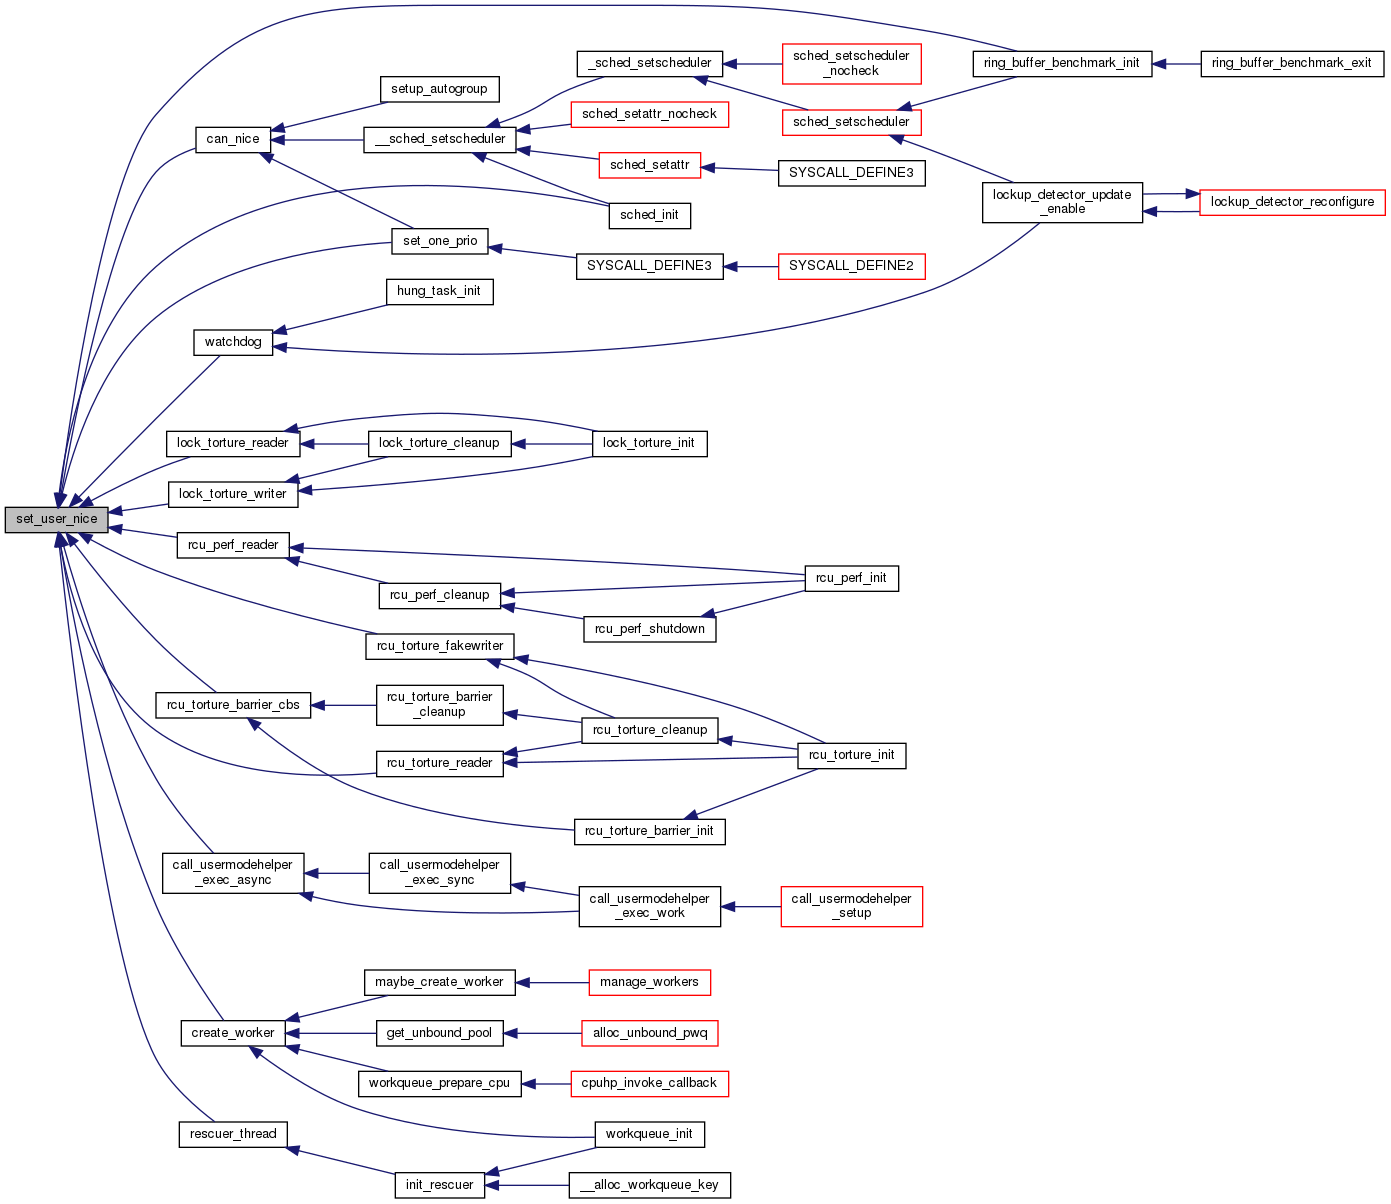 _sched_setscheduler
sched_setscheduler
_nocheck
ring_buffer_benchmark_init
ring_buffer_benchmark_exit
setup_autogroup
sched_setattr_nocheck
sched_setscheduler
can_nice
__sched_setscheduler
sched_setattr
SYSCALL_DEFINE3
lockup_detector_update
_enable
lockup_detector_reconfigure
sched_init
set_one_prio
SYSCALL_DEFINE3
SYSCALL_DEFINE2
hung_task_init
watchdog
lock_torture_reader
lock_torture_cleanup
lock_torture_init
lock_torture_writer
set_user_nice
rcu_perf_reader
rcu_perf_init
rcu_perf_cleanup
rcu_perf_shutdown
rcu_torture_fakewriter
rcu_torture_barrier_cbs
rcu_torture_barrier
_cleanup
rcu_torture_cleanup
rcu_torture_reader
rcu_torture_init
rcu_torture_barrier_init
call_usermodehelper
_exec_async
call_usermodehelper
_exec_sync
call_usermodehelper
_exec_work
call_usermodehelper
_setup
maybe_create_worker
manage_workers
create_worker
get_unbound_pool
alloc_unbound_pwq
workqueue_prepare_cpu
cpuhp_invoke_callback
rescuer_thread
workqueue_init
init_rescuer
__alloc_workqueue_key